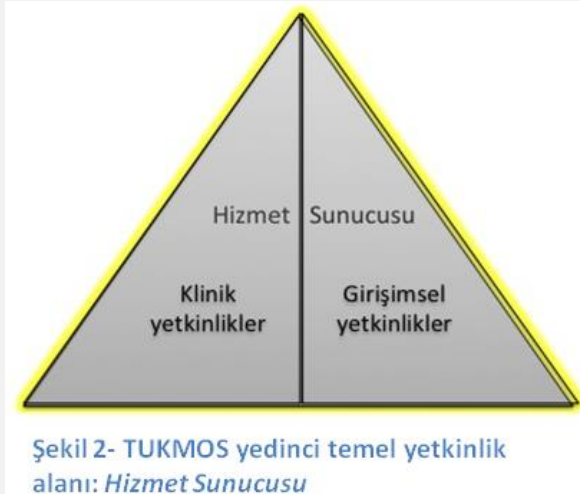 Hizmet Sunucusu
Klinik yetkinlikler
Girişimsel yetkinlikler
Şekil 2- TUKMOS yedinci temel yetkinlik
alanı: Hizmet Sunucusu